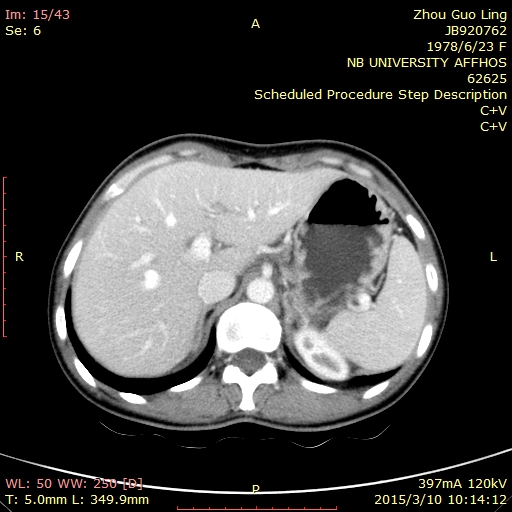 Im: 15/43
Se: 6
A
Zhou Guo Ling
JB920762
1978/6/23 F
NB UNIVERSITY AFFHOS
62625
Scheduled Procedure Step Description
C+V
C+V
R
L
WL: 50 WW: 250 [D]
T: 5.0mm L: 349.9mm
P
397mA 120kV
2015/3/10 10:14:12